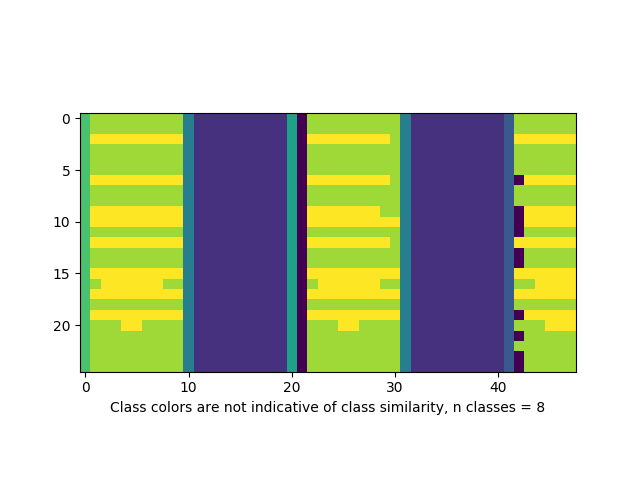 0
5
10
15
20
0 10 20 30 40
Class colors are not indicative of class similarity, n classes = 8